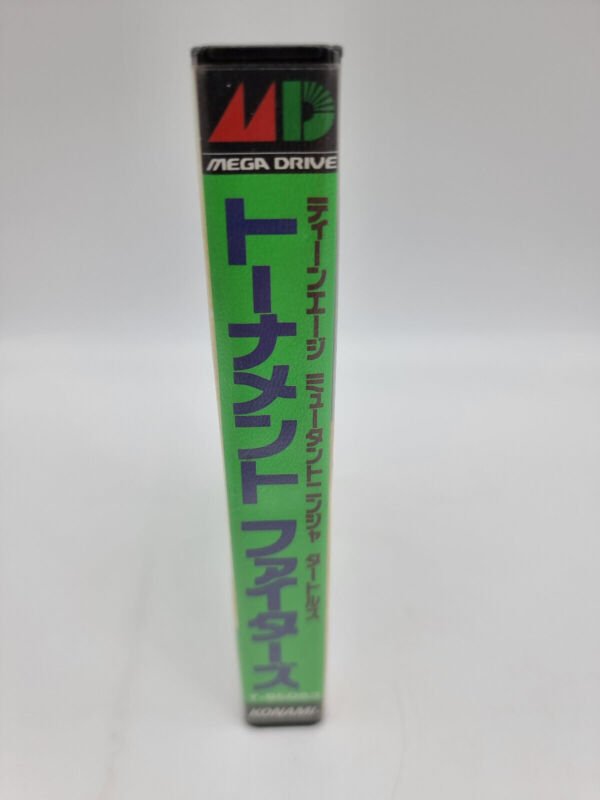 MD
MEGA DRIVE
ティーンエージ ミュータント ニンジャ タートルズ
トーナメント ファイターズ
KONAMI